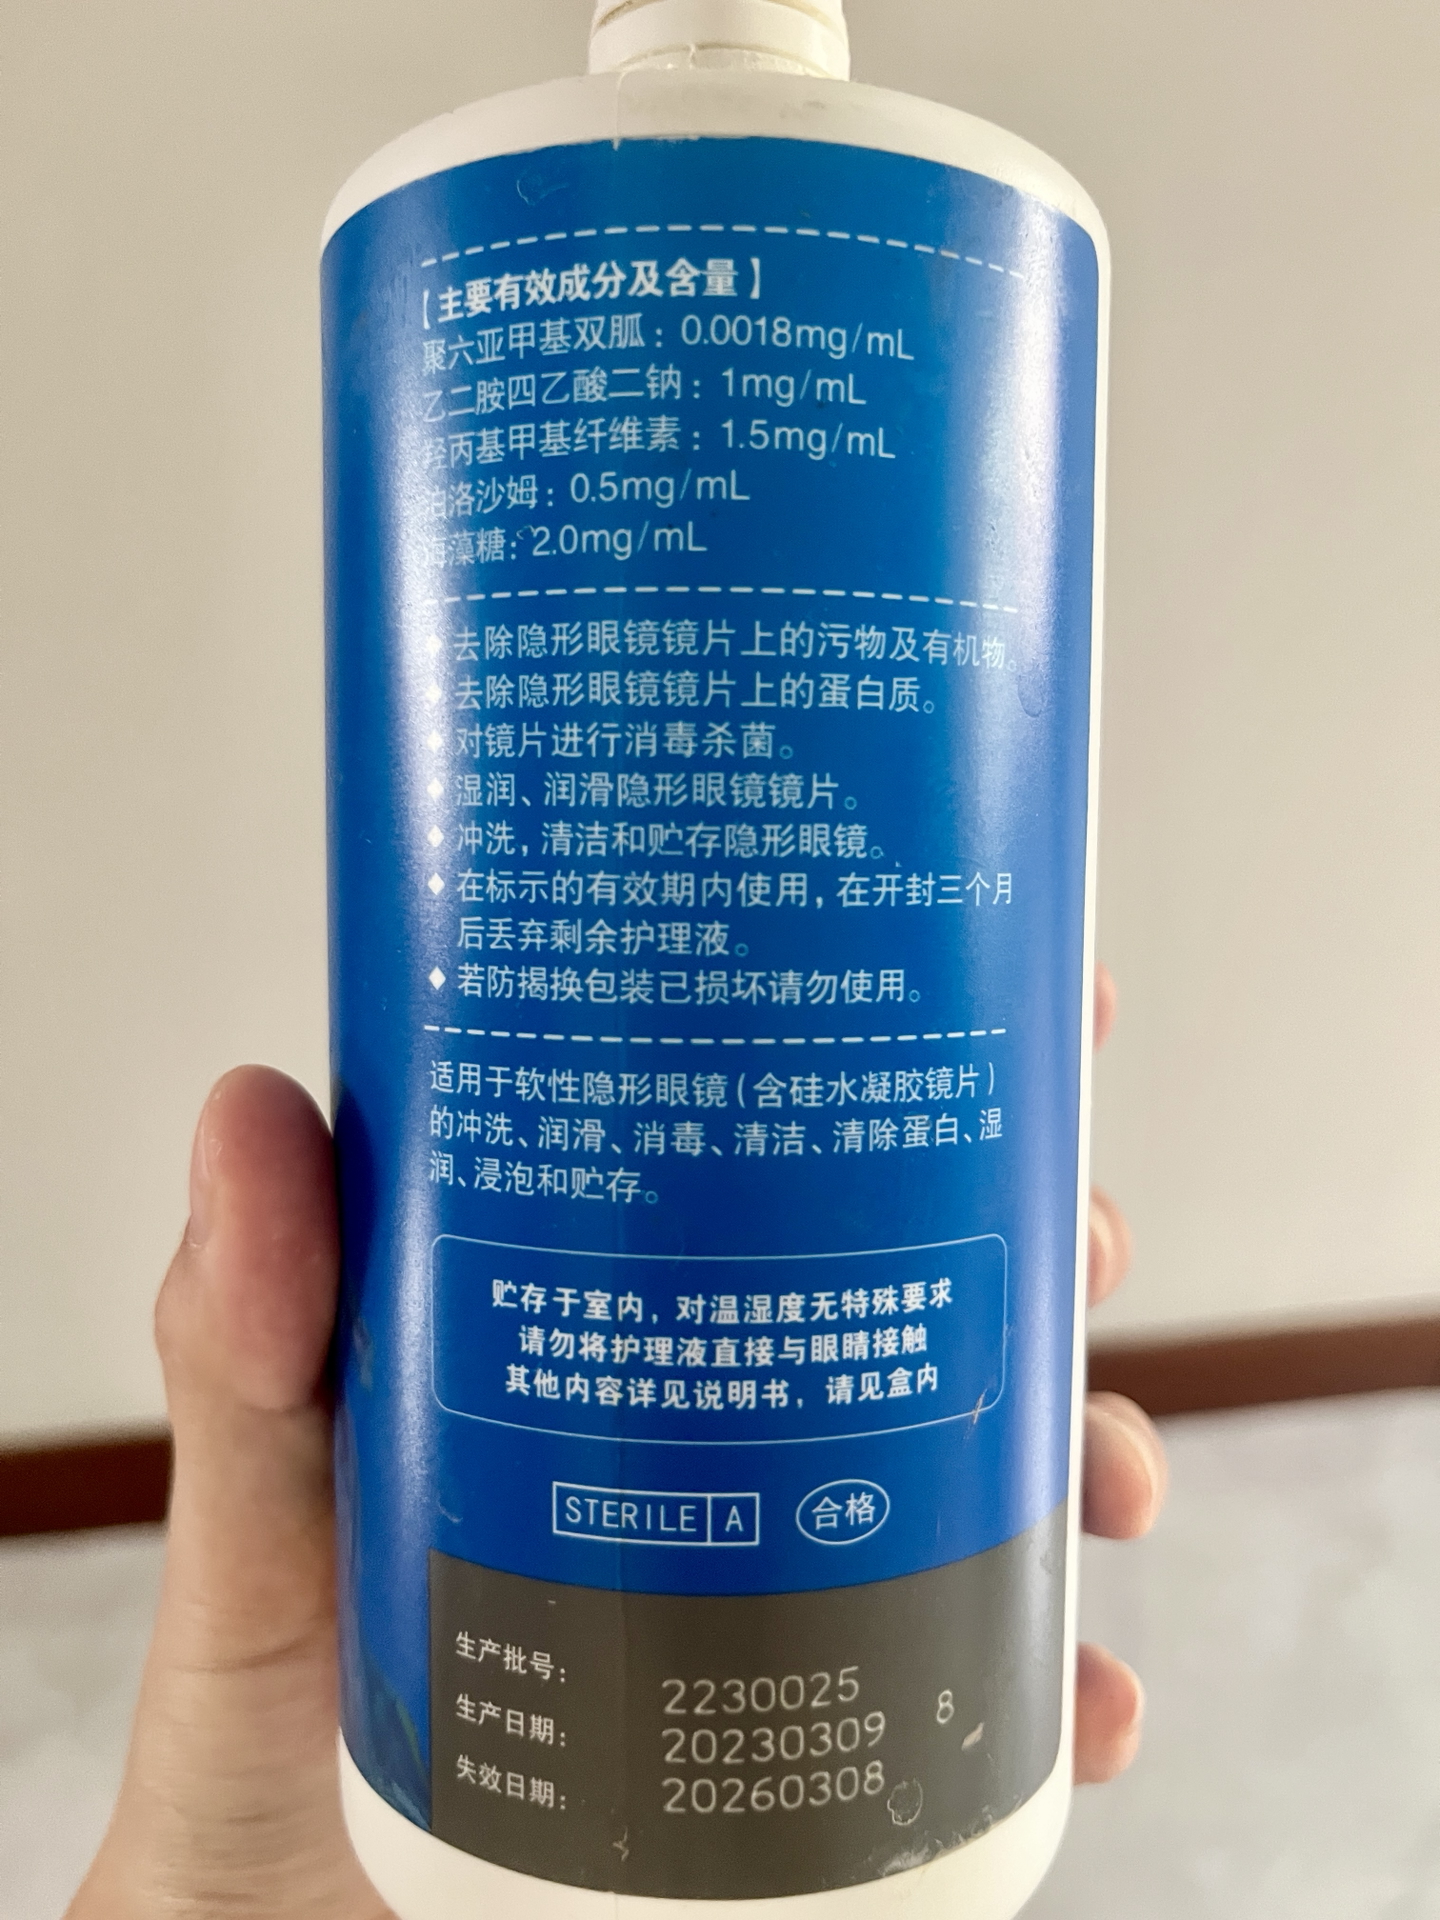 【主要有效成分及含量】
聚六亚甲基双胍：0.0018mg/mL
乙二胺四乙酸二钠：1mg/mL
羟丙基甲基纤维素：1.5mg/mL
泊洛沙姆：0.5mg/mL
海藻糖：2.0mg/mL
◆去除隐形眼镜镜片上的污物及有机物。
◆去除隐形眼镜镜片上的蛋白质。
◆对镜片进行消毒杀菌。
◆湿润、润滑隐形眼镜镜片。
◆冲洗，清洁和贮存隐形眼镜。
◆在标示的有效期内使用，在开封三个月
后丢弃剩余护理液。
◆若防揭换包装已损坏请勿使用。
适用于软性隐形眼镜（含硅水凝胶镜片）
的冲洗、润滑、消毒、清洁、清除蛋白、湿
润、浸泡和贮存。
贮存于室内，对温湿度无特殊要求
请勿将护理液直接与眼睛接触
其他内容详见说明书，请见盒内
STERILE A 合格
生产批号：2230025
生产日期：20230309 8
失效日期：20260308